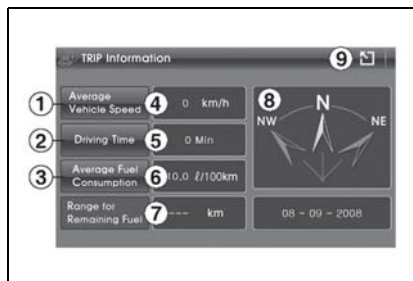 TRIP Information
9
1
Average
Vehicle Speed
4
0 km/h
2
Driving Time
5
0 Min
3
Average Fuel
Consumption
6
10.0 ℓ/100km
Range for
Remaining Fuel
7
--- km
8
N
NW
NE
08 - 09 - 2008